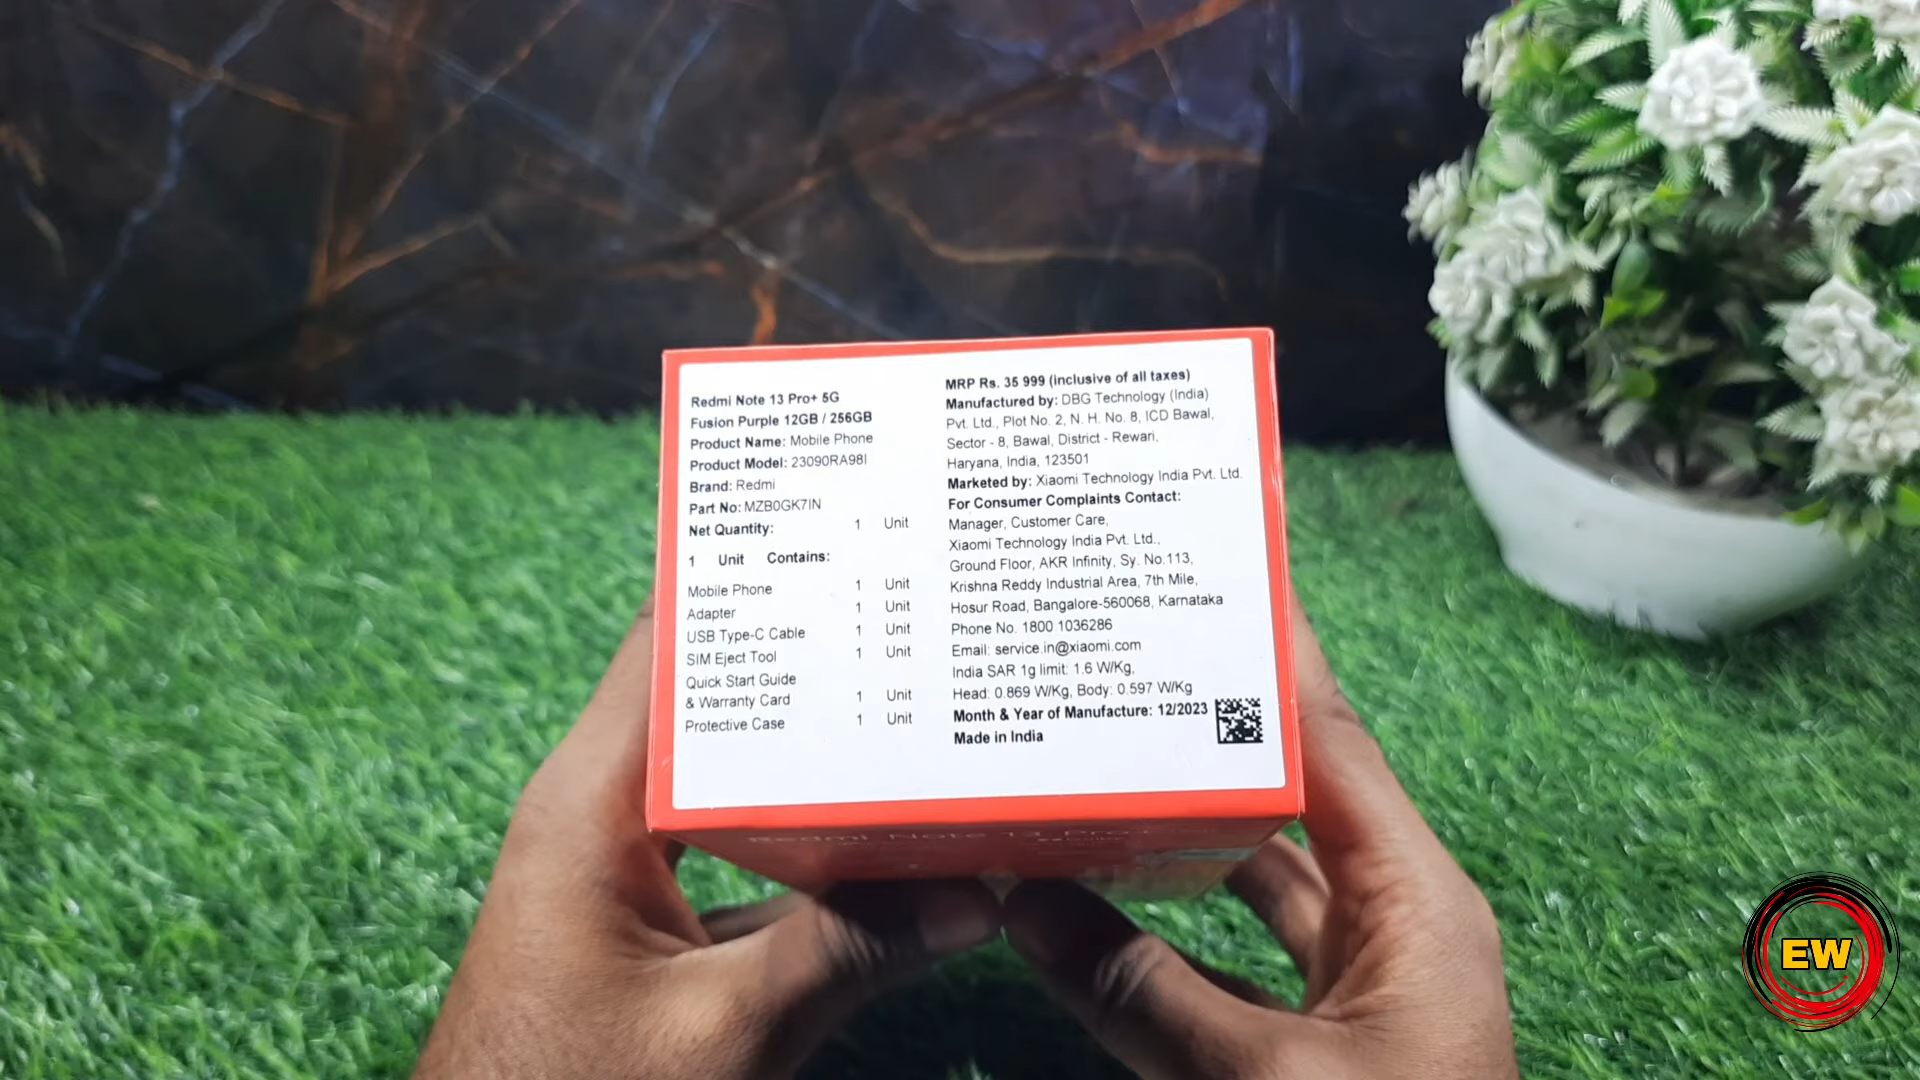 Redmi Note 13 Pro+ 5G
Fusion Purple 12GB / 256GB
Product Name: Mobile Phone
Product Model: 23090RA98I
Brand: Redmi
Part No: MZB0GK7IN
Net Quantity: 1 Unit
1 Unit Contains:
Mobile Phone 1 Unit
Adapter 1 Unit
USB Type-C Cable 1 Unit
SIM Eject Tool 1 Unit
Quick Start Guide
& Warranty Card 1 Unit
Protective Case 1 Unit
MRP Rs. 35 999 (inclusive of all taxes)
Manufactured by: DBG Technology (India)
Pvt. Ltd., Plot No. 2, N. H. No. 8, ICD Bawal,
Sector - 8, Bawal, District - Rewari,
Haryana, India, 123501
Marketed by: Xiaomi Technology India Pvt. Ltd.
For Consumer Complaints Contact:
Manager, Customer Care,
Xiaomi Technology India Pvt. Ltd.,
Ground Floor, AKR Infinity, Sy. No.113,
Krishna Reddy Industrial Area, 7th Mile,
Hosur Road, Bangalore-560068, Karnataka
Phone No. 1800 1036286
Email: service.in@xiaomi.com
India SAR 1g limit: 1.6 W/Kg,
Head: 0.869 W/Kg, Body: 0.597 W/Kg
Month & Year of Manufacture: 12/2023
Made in India
Redmi Note 13 Pro+
EW